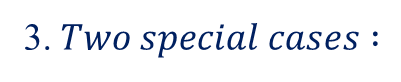 3. Two special cases :